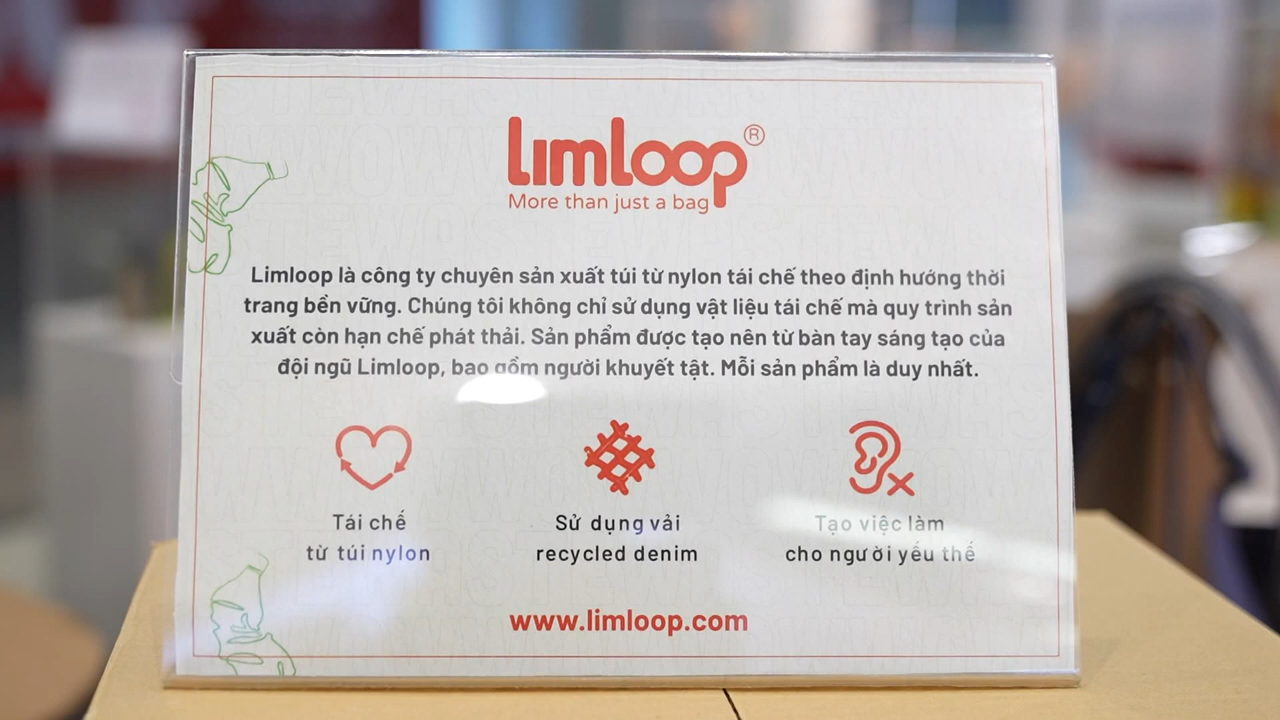 limloop®
More than just a bag
Limloop là công ty chuyên sản xuất túi từ nylon tái chế theo định hướng thời
trang bền vững. Chúng tôi không chỉ sử dụng vật liệu tái chế mà quy trình sản
xuất còn hạn chế phát thải. Sản phẩm được tạo nên từ bàn tay sáng tạo của
đội ngũ Limloop, bao gồm người khuyết tật. Mỗi sản phẩm là duy nhất.
Tái chế
từ túi nylon
Sử dụng vải
recycled denim
Tạo việc làm
cho người yếu thế
www.limloop.com